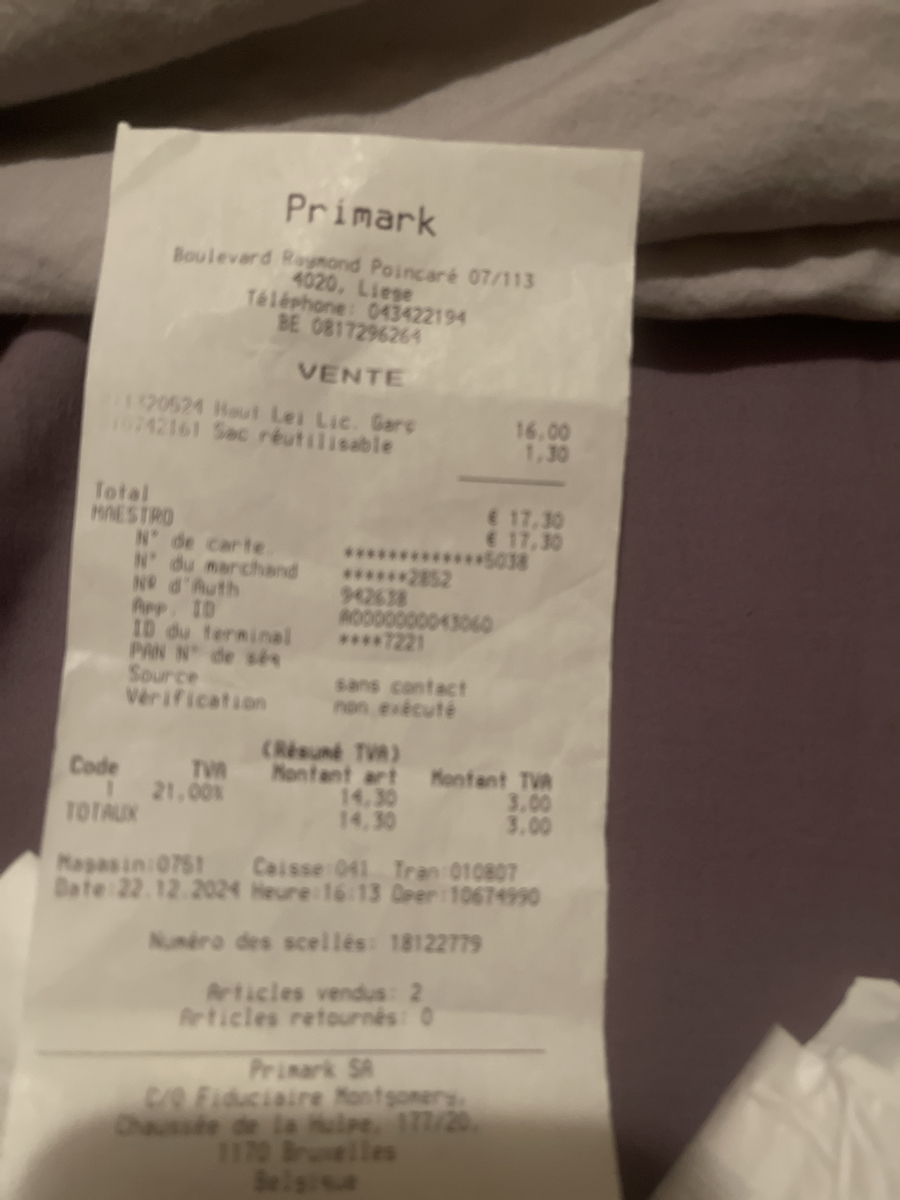 Primark
Boulevard Raymond Poincaré 07/113
4020, Liege
Téléphone: 043422194
BE 0817296264
VENTE
Haut Lei Lic. Garç 16,00
Sac réutilisable 1,30
Total € 17,30
MAESTRO € 17,30
N° de carte *************5038
N° du marchand ******2852
Nº d'Auth 942638
App. ID A0000000043060
ID du terminal ****7221
PAN N° de séq
Source sans contact
Vérification non exécuté
(Résumé TVA)
Code TVA Montant art Montant TVA
1 21,00% 14,30 3,00
TOTAUX 14,30 3,00
Magasin:0751 Caisse:041 Tran:010807
Date:22.12.2024 Heure:16:13 Oper:10674990
Numéro des scellés: 18122779
Articles vendus: 2
Articles retournés: 0
Primark SA
C/O Fiduciaire Montgomery,
Chaussée de la Hulpe, 177/20,
1170 Bruxelles
Belgique